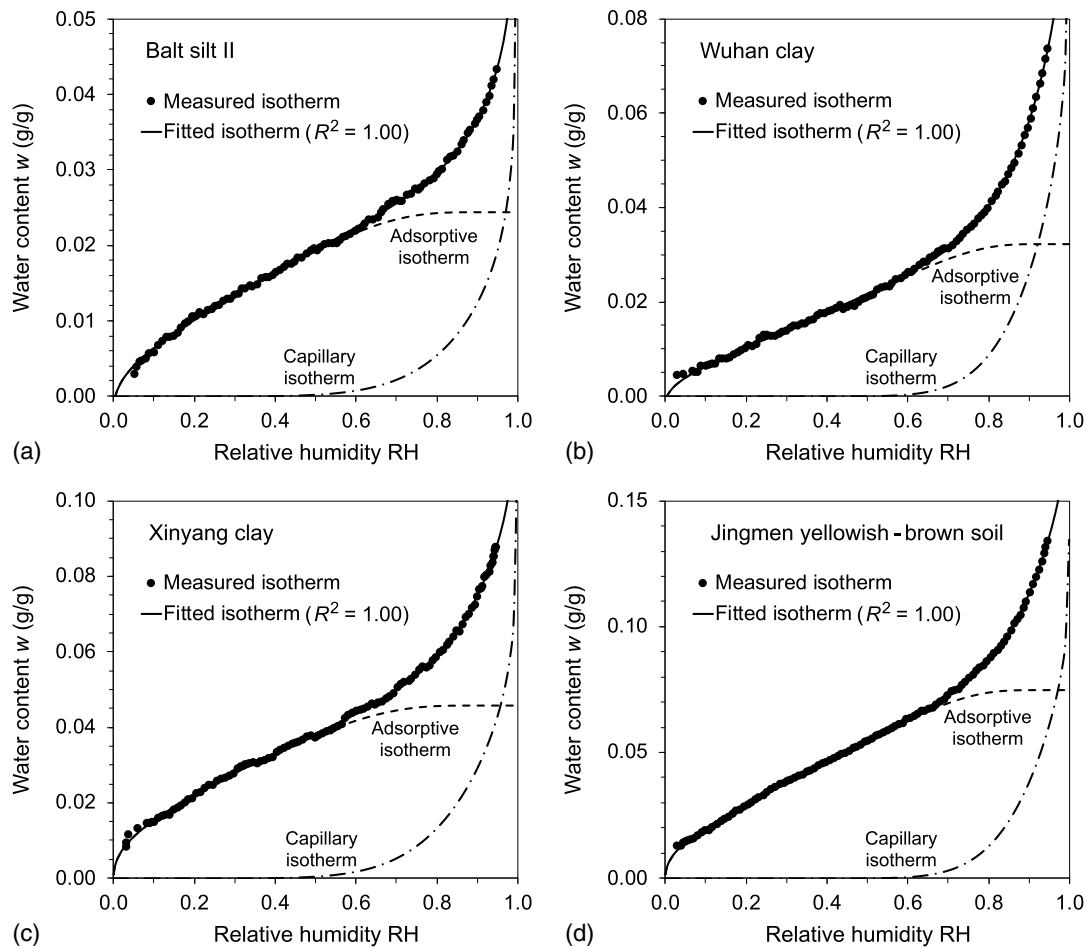 0.05
0.04
0.03
0.02
0.01
0.00
Water content w (g/g)
Balt silt II
Measured isotherm
Fitted isotherm (R² = 1.00)
Adsorptive
isotherm
Capillary
isotherm
0.0 0.2 0.4 0.6 0.8 1.0
Relative humidity RH
(a)
0.08
0.06
0.04
0.02
0.00
Water content w (g/g)
Wuhan clay
Measured isotherm
Fitted isotherm (R² = 1.00)
Adsorptive
isotherm
Capillary
isotherm
0.0 0.2 0.4 0.6 0.8 1.0
Relative humidity RH
(b)
0.10
0.08
0.06
0.04
0.02
0.00
Water content w (g/g)
Xinyang clay
Measured isotherm
Fitted isotherm (R² = 1.00)
Adsorptive
isotherm
Capillary
isotherm
0.0 0.2 0.4 0.6 0.8 1.0
Relative humidity RH
(c)
0.15
0.10
0.05
0.00
Water content w (g/g)
Jingmen yellowish-brown soil
Measured isotherm
Fitted isotherm (R² = 1.00)
Adsorptive
isotherm
Capillary
isotherm
0.0 0.2 0.4 0.6 0.8 1.0
Relative humidity RH
(d)